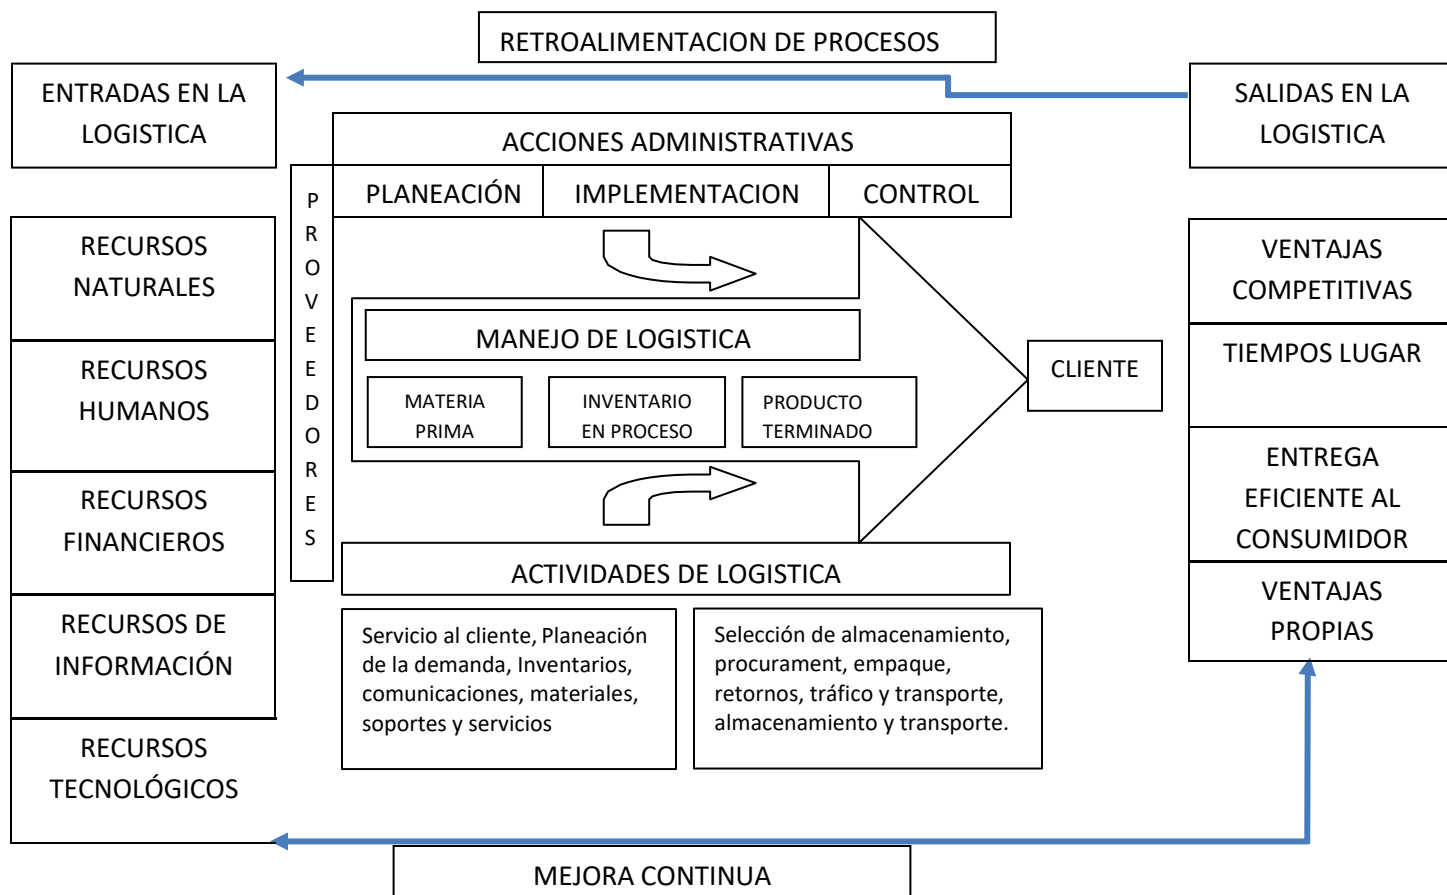 RETROALIMENTACION DE PROCESOS
ENTRADAS EN LA
LOGISTICA
SALIDAS EN LA
LOGISTICA
ACCIONES ADMINISTRATIVAS
PLANEACIÓN
IMPLEMENTACION
CONTROL
P
R
O
V
E
E
D
O
R
E
S
RECURSOS
NATURALES
RECURSOS
HUMANOS
RECURSOS
FINANCIEROS
RECURSOS DE
INFORMACIÓN
RECURSOS
TECNOLÓGICOS
MANEJO DE LOGISTICA
MATERIA
PRIMA
INVENTARIO
EN PROCESO
PRODUCTO
TERMINADO
CLIENTE
ACTIVIDADES DE LOGISTICA
Servicio al cliente, Planeación
de la demanda, Inventarios,
comunicaciones, materiales,
soportes y servicios
Selección de almacenamiento,
procurament, empaque,
retornos, tráfico y transporte,
almacenamiento y transporte.
VENTAJAS
COMPETITIVAS
TIEMPOS LUGAR
ENTREGA
EFICIENTE AL
CONSUMIDOR
VENTAJAS
PROPIAS
MEJORA CONTINUA